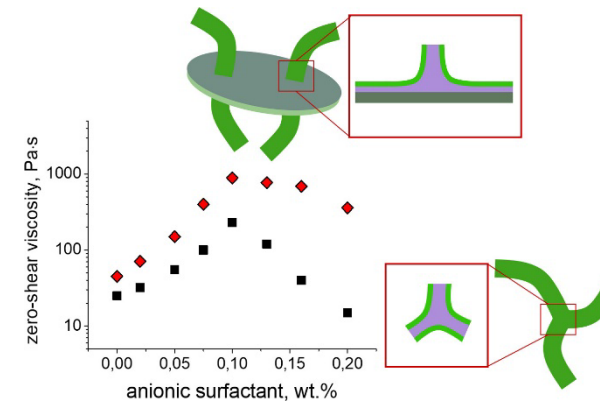 zero-shear viscosity, Pa·s
1000
100
10
0,00 0,05 0,10 0,15 0,20
anionic surfactant, wt.%